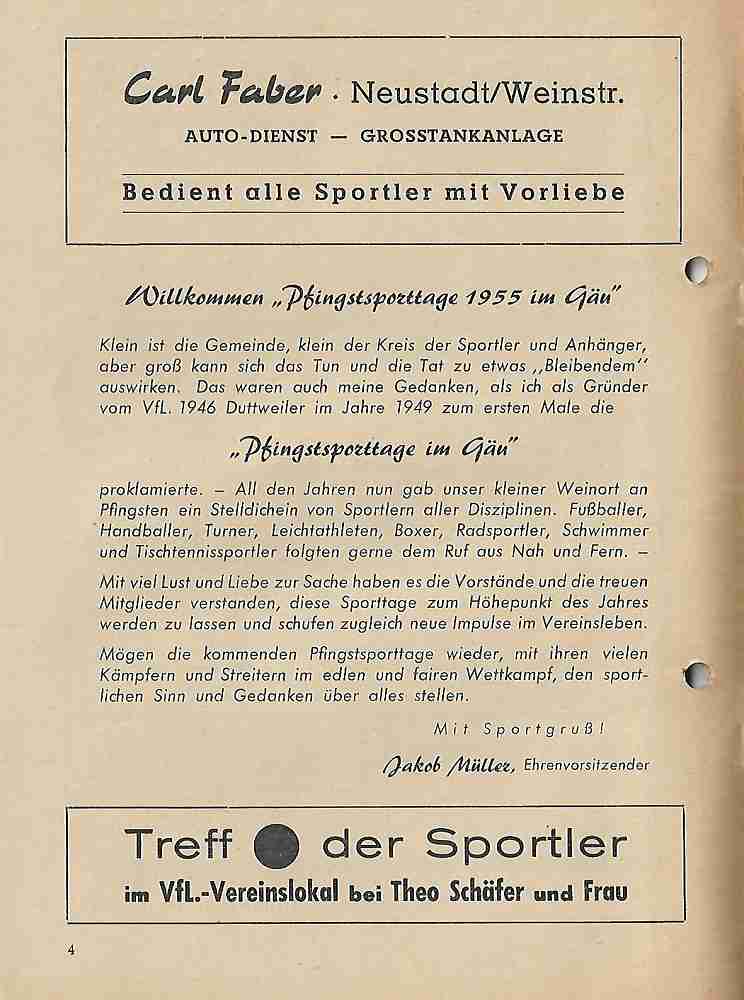 Carl Faber · Neustadt/Weinstr.
AUTO-DIENST — GROSSTANKANLAGE
Bedient alle Sportler mit Vorliebe
Willkommen „Pfingstsporttage 1955 im Gäu”
Klein ist die Gemeinde, klein der Kreis der Sportler und Anhänger,
aber groß kann sich das Tun und die Tat zu etwas „Bleibendem”
auswirken. Das waren auch meine Gedanken, als ich als Gründer
vom VfL. 1946 Duttweiler im Jahre 1949 zum ersten Male die
„Pfingstsporttage im Gäu”
proklamierte. – All den Jahren nun gab unser kleiner Weinort an
Pfingsten ein Stelldichein von Sportlern aller Disziplinen. Fußballer,
Handballer, Turner, Leichtathleten, Boxer, Radsportler, Schwimmer
und Tischtennissportler folgten gerne dem Ruf aus Nah und Fern. –
Mit viel Lust und Liebe zur Sache haben es die Vorstände und die treuen
Mitglieder verstanden, diese Sporttage zum Höhepunkt des Jahres
werden zu lassen und schufen zugleich neue Impulse im Vereinsleben.
Mögen die kommenden Pfingstsporttage wieder, mit ihren vielen
Kämpfern und Streitern im edlen und fairen Wettkampf, den sport-
lichen Sinn und Gedanken über alles stellen.
Mit Sportgruß!
Jakob Müller, Ehrenvorsitzender
Treff der Sportler
im VfL.-Vereinslokal bei Theo Schäfer und Frau
4